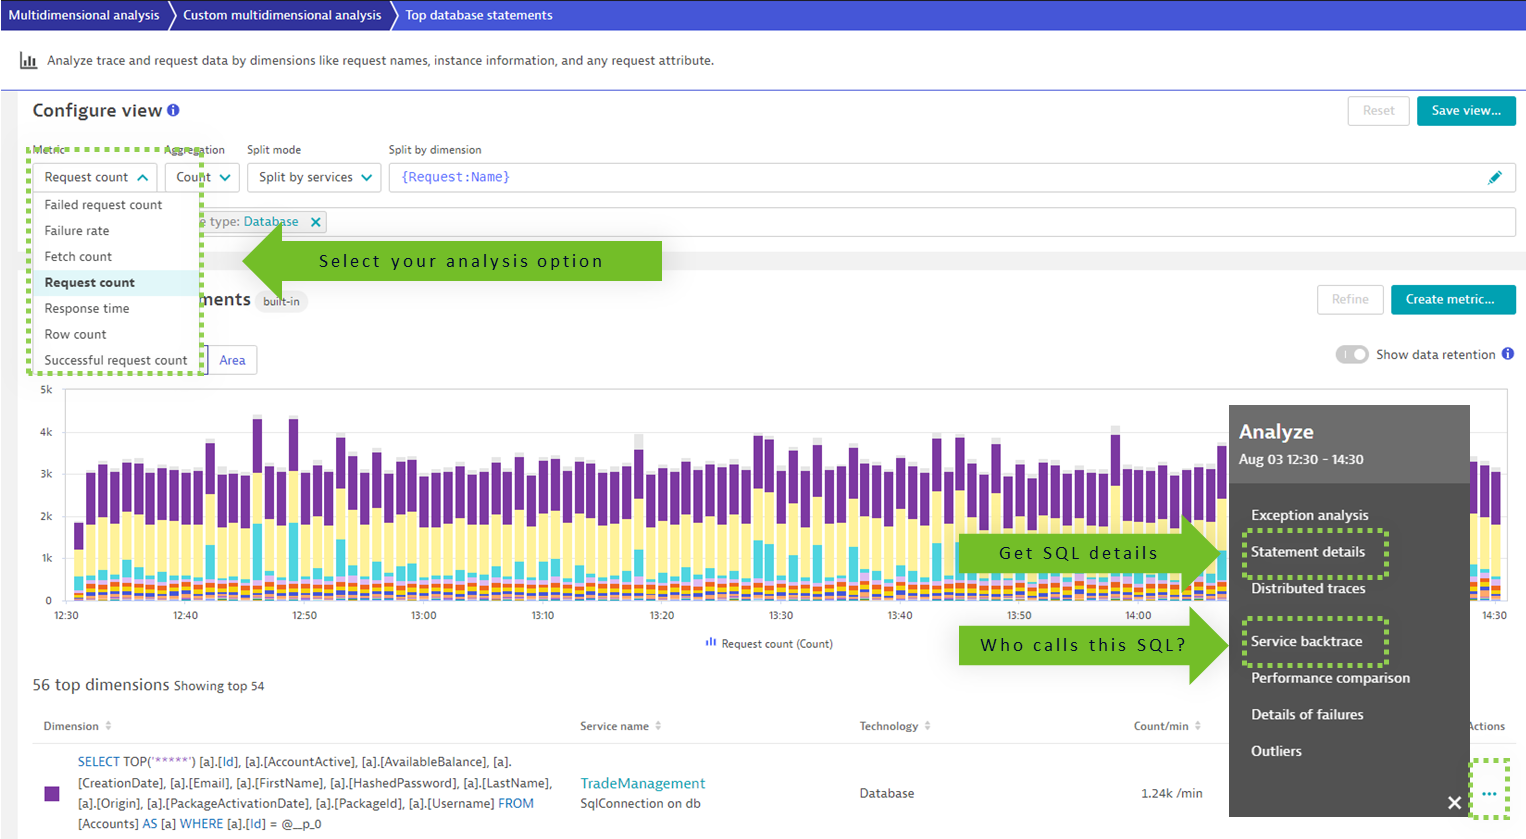 Multidimensional analysis Custom multidimensional analysis Top database statements
Analyze trace and request data by dimensions like request names, instance information, and any request attribute.
Configure view
Reset Save view...
Metric Aggregation Split mode Split by dimension
Request count Count Split by services {Request:Name}
Failed request count
e type: Database
Failure rate
Fetch count
Select your analysis option
Request count
ments built-in
Refine Create metric...
Response time
Row count
Successful request count Area
Show data retention
5k
4k
3k
2k
1k
0
12:30 12:40 12:50 13:00 13:10 13:20 13:30 13:40 13:50 14:00 14:30
Request count (Count)
Analyze
Aug 03 12:30 - 14:30
Exception analysis
Get SQL details
Statement details
Distributed traces
Who calls this SQL?
Service backtrace
Performance comparison
Details of failures
Outliers
56 top dimensions Showing top 54
Dimension Service name Technology Count/min Actions
SELECT TOP('*****') [a].[Id], [a].[AccountActive], [a].[AvailableBalance], [a].
[CreationDate], [a].[Email], [a].[FirstName], [a].[HashedPassword], [a].[LastName],
[a].[Origin], [a].[PackageActivationDate], [a].[PackageId], [a].[Username] FROM
[Accounts] AS [a] WHERE [a].[Id] = @__p_0
TradeManagement
SqlConnection on db
Database
1.24k /min